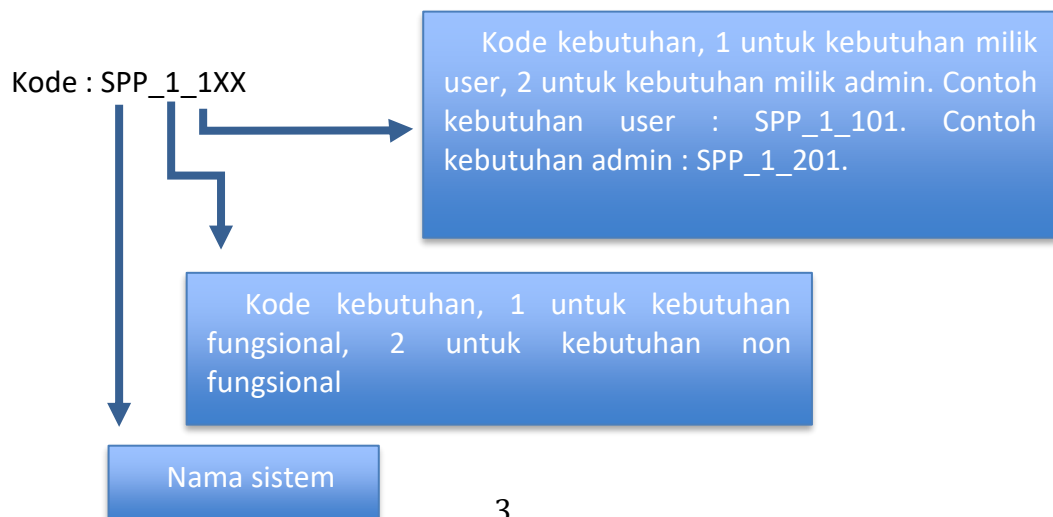 Kode : SPP_1_1XX
Kode kebutuhan, 1 untuk kebutuhan milik
user, 2 untuk kebutuhan milik admin. Contoh
kebutuhan user : SPP_1_101. Contoh
kebutuhan admin : SPP_1_201.
Kode kebutuhan, 1 untuk kebutuhan
fungsional, 2 untuk kebutuhan non
fungsional
Nama sistem
3